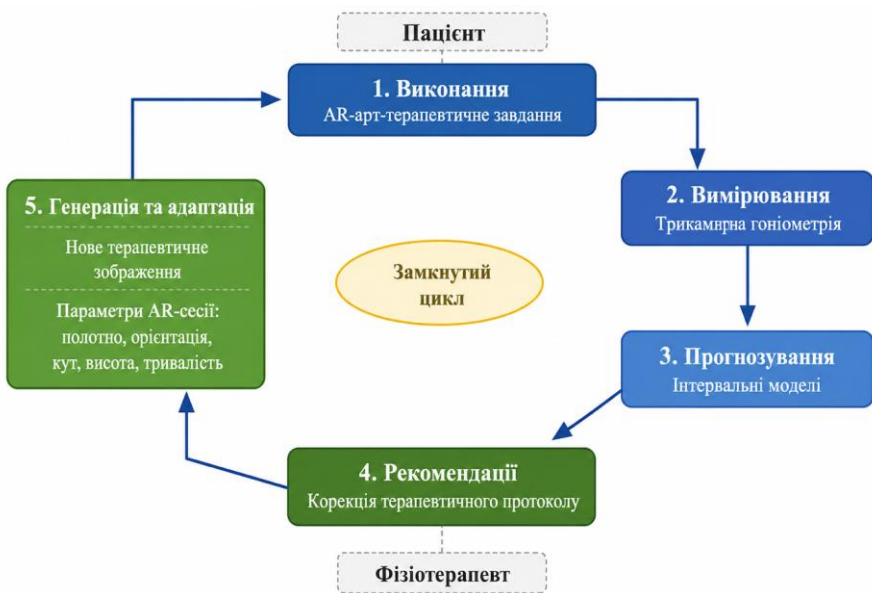 Пацієнт
1. Виконання
AR-арт-терапевтичне завдання
2. Вимірювання
Трикамирна гоніометрія
3. Прогнозування
Інтервальні моделі
4. Рекомендації
Корекція терапевтичного протоколу
Фізіотерапевт
5. Генерація та адаптація
Нове терапевтичне
зображення
Параметри AR-сесії:
полотно, орієнтація,
кут, висота, тривалість
Замкнутий
цикл